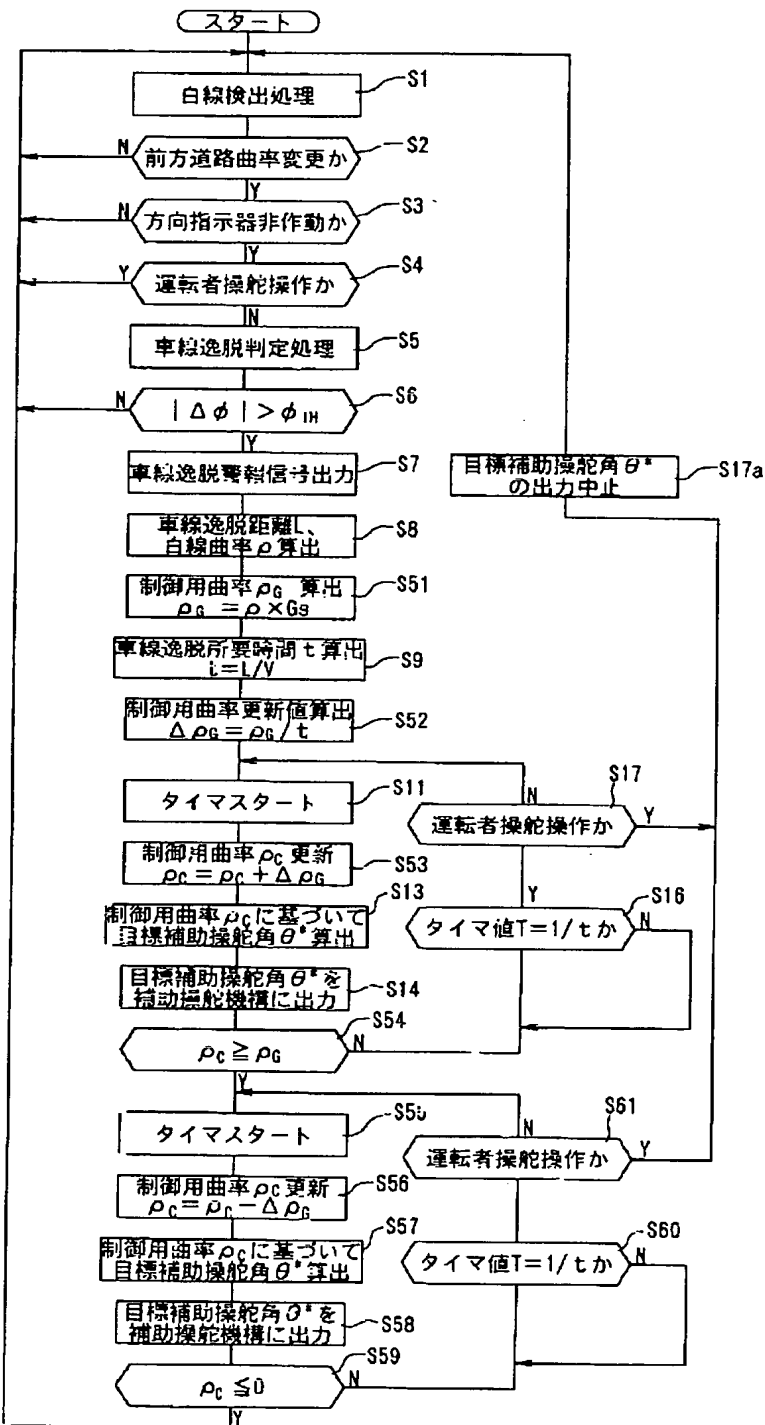 スタート
白線検出処理
S1
前方道路曲率変更か
S2
N
Y
方向指示器非作動か
S3
N
Y
運転者操舵操作か
S4
Y
N
車線逸脱判定処理
S5
|Δφ|>φIH
S6
N
Y
車線逸脱警報信号出力
S7
目標補助操舵角θ*
の出力中止
S17a
車線逸脱距離L、
白線曲率ρ算出
S8
制御用曲率ρG 算出
ρG = ρ×Gs
S51
車線逸脱所要時間t算出
t=L/V
S9
制御用曲率更新値算出
ΔρG=ρG/t
S52
タイマスタート
S11
N
運転者操舵操作か
S17
Y
制御用曲率ρC更新
ρC=ρC+ΔρG
S53
Y
制御用曲率ρCに基づいて
目標補助操舵角θ*算出
S13
タイマ値T=1/tか
S16
N
目標補助操舵角θ*を
補助操舵機構に出力
S14
ρC≧ρG
S54
N
Y
タイマスタート
S55
N
運転者操舵操作か
S61
Y
制御用曲率ρC更新
ρC=ρC-ΔρG
S56
制御用曲率ρCに基づいて
目標補助操舵角θ*算出
S57
タイマ値T=1/tか
S60
N
目標補助操舵角θ*を
補助操舵機構に出力
S58
ρC≦0
S59
N
Y